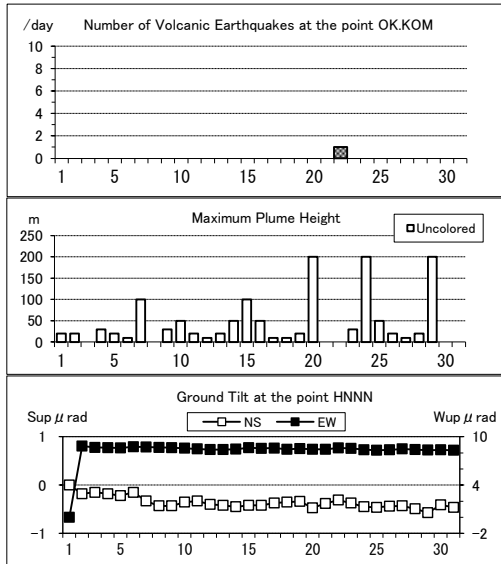 /day Number of Volcanic Earthquakes at the point OK.KOM
10
8
6
4
2
0
1 5 10 15 20 25 30
m Maximum Plume Height
Uncolored
250
200
150
100
50
0
1 5 10 15 20 25 30
Ground Tilt at the point HNNN
Sup μ rad NS EW Wup μ rad
1 10
0 4
-1 -2
1 5 10 15 20 25 30